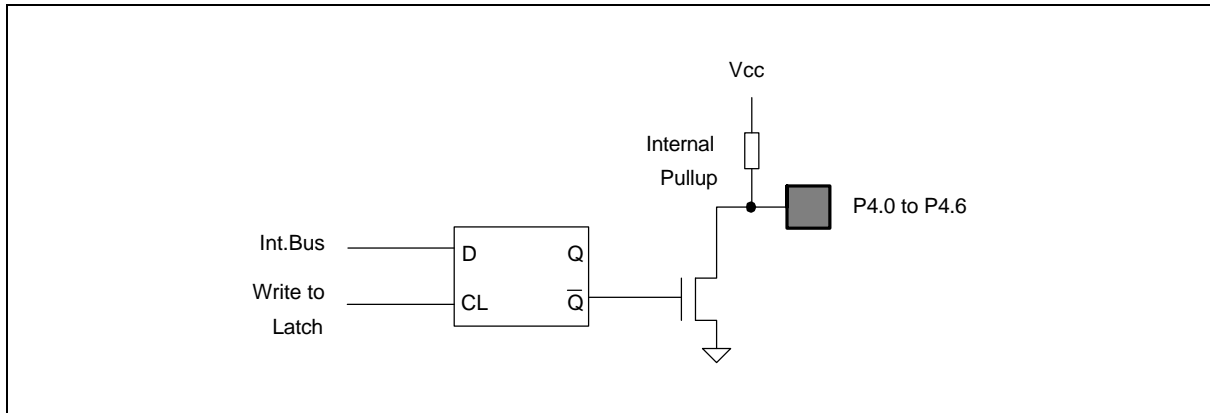 Vcc
Internal
Pullup
P4.0 to P4.6
Int.Bus
D
Q
Write to
Latch
CL
Q̅